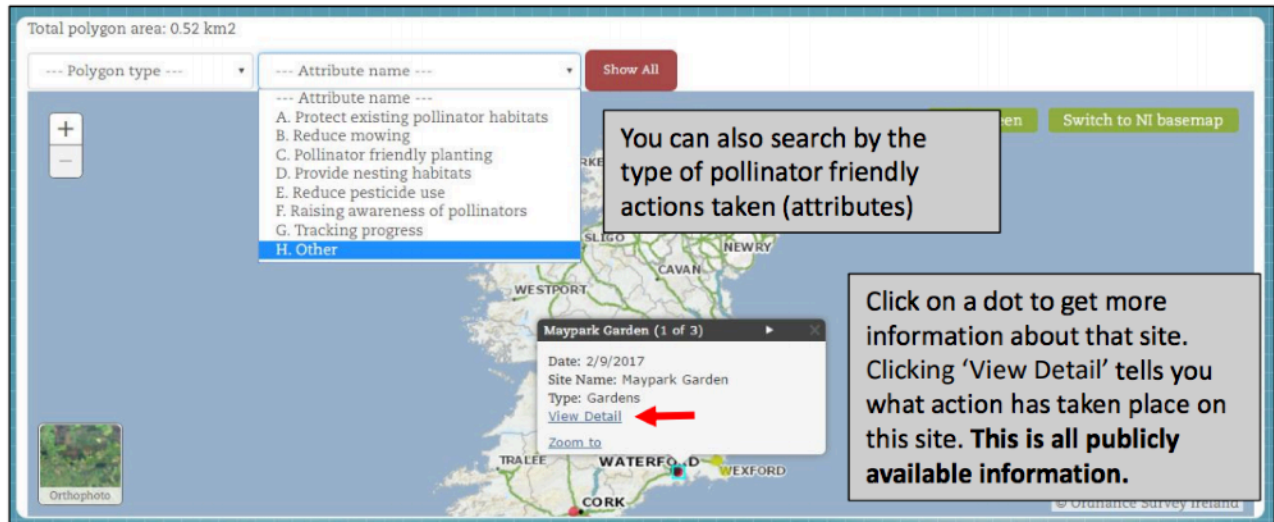 Total polygon area: 0.52 km2
--- Polygon type ---
--- Attribute name ---
Show All
--- Attribute name ---
A. Protect existing pollinator habitats
B. Reduce mowing
C. Pollinator friendly planting
D. Provide nesting habitats
E. Reduce pesticide use
F. Raising awareness of pollinators
G. Tracking progress
H. Other
+
−
Switch to NI basemap
You can also search by the
type of pollinator friendly
actions taken (attributes)
SLIGO
NEWRY
CAVAN
WESTPORT
Maypark Garden (1 of 3)
Date: 2/9/2017
Site Name: Maypark Garden
Type: Gardens
View Detail
Zoom to
Click on a dot to get more
information about that site.
Clicking ‘View Detail’ tells you
what action has taken place on
this site. This is all publicly
available information.
TRALEE
WATERFORD
WEXFORD
CORK
Orthophoto
© Ordnance Survey Ireland